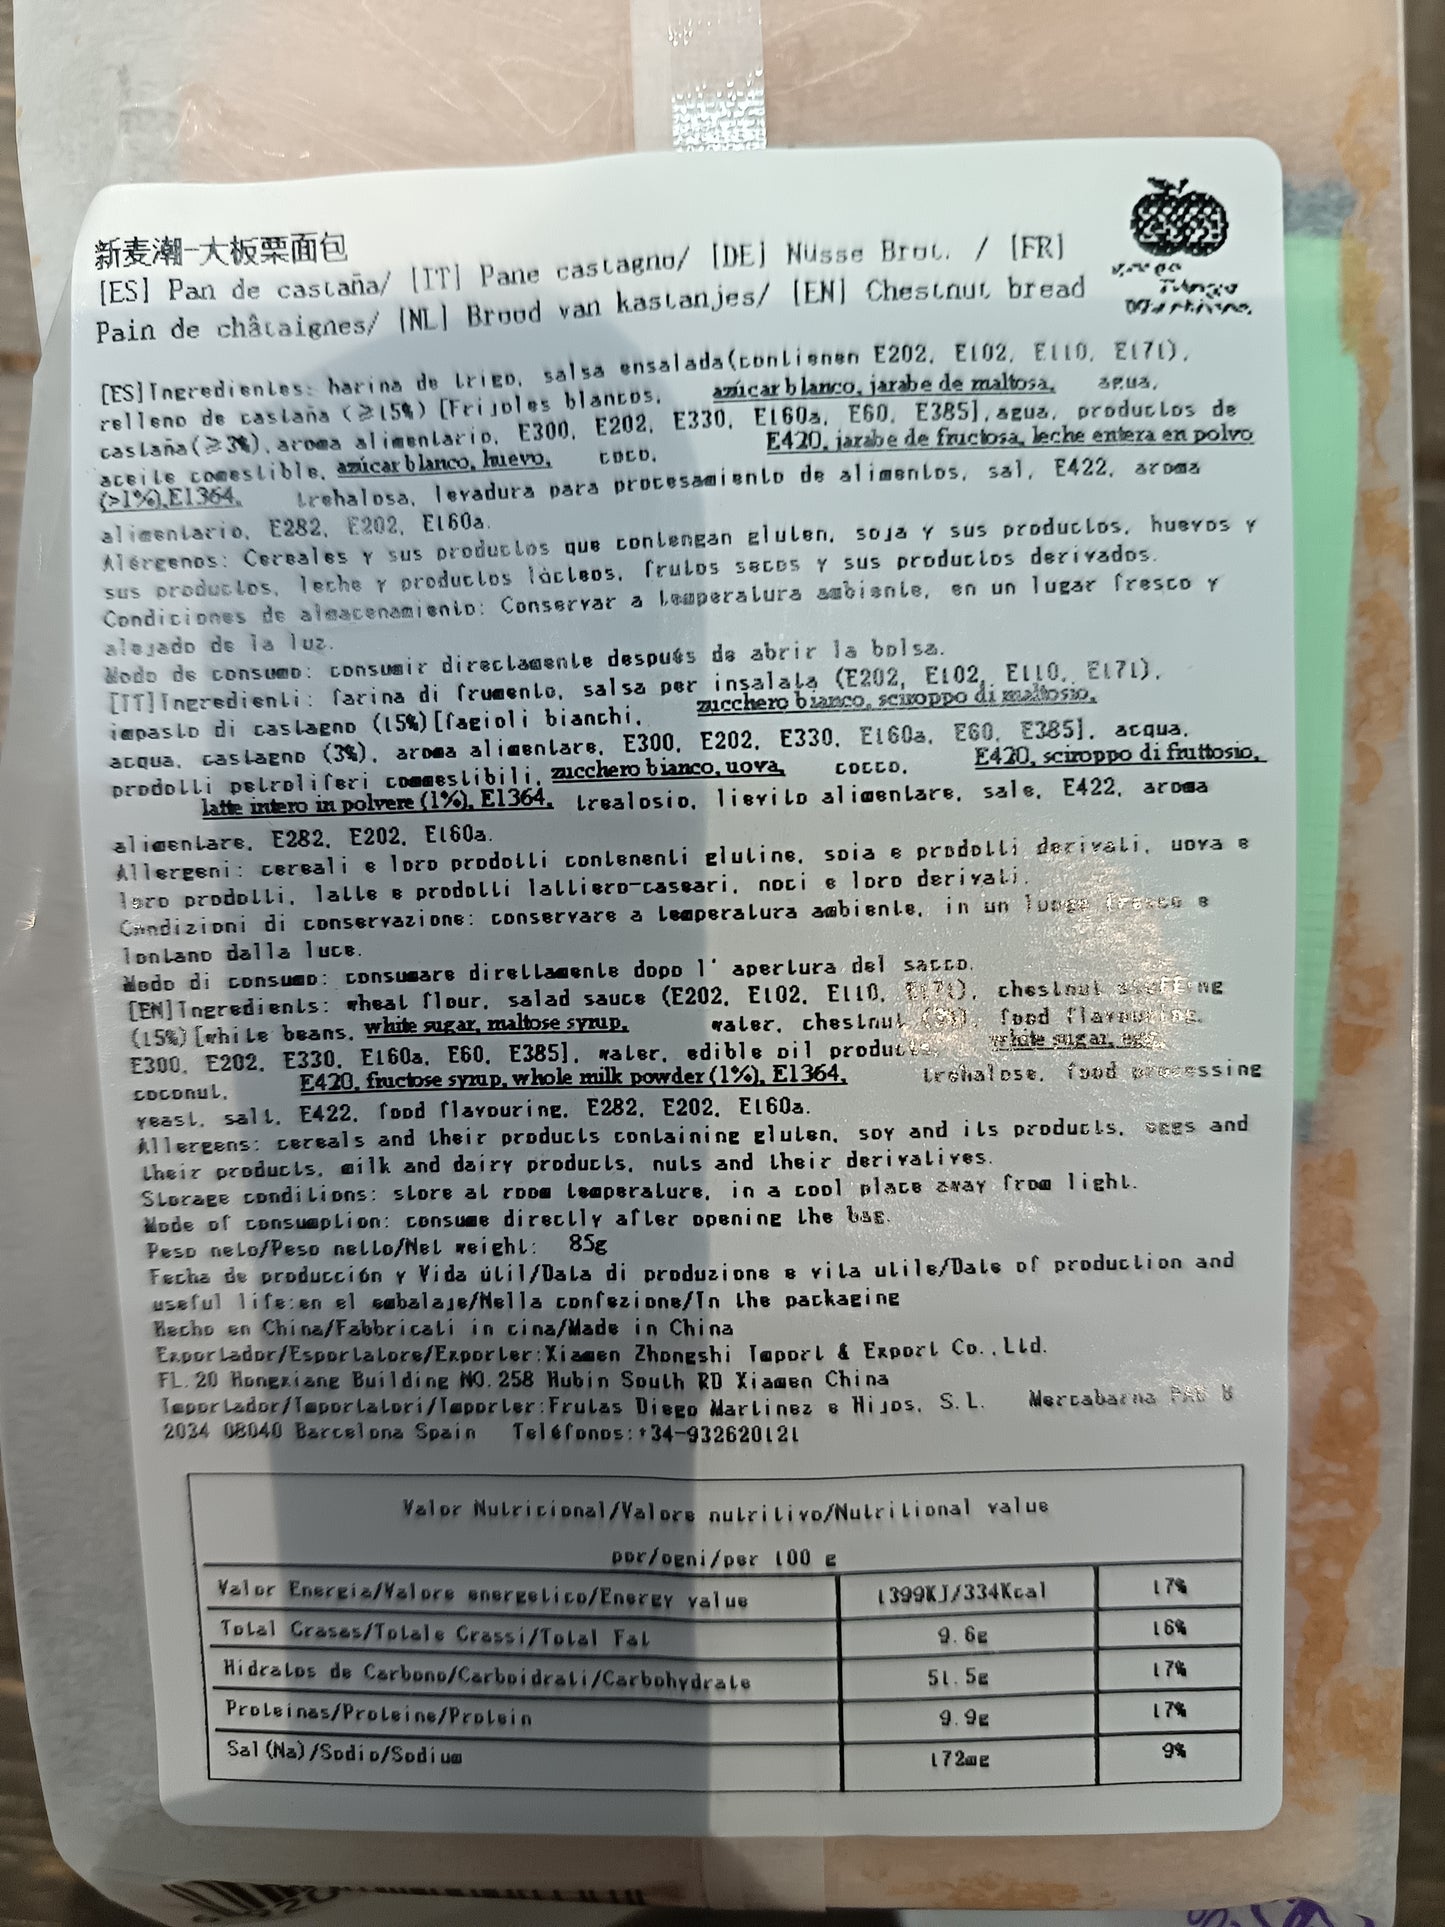 新麦潮-大板栗面包
[ES] Pan de castaña/ [IT] Pane castagno/ [DE] Nüsse Brot. / [FR]
Pain de châtaignes/ [NL] Brood van kastanjes/ [EN] Chestnut bread
[ES]Ingredientes: harina de trigo, salsa ensalada(contienen E202, E102, E110, E171),
relleno de castaña (≥15%) [Frijoles blancos, azúcar blanco, jarabe de maltosa, agua,
castaña(≥3%), aroma alimentario, E300, E202, E330, E160a, E60, E385], agua, productos de
aceite comestible, azúcar blanco, huevo, coco, E420, jarabe de fructosa, leche entera en polvo
(>1%),E1364, trehalosa, levadura para procesamiento de alimentos, sal, E422, aroma
alimentario, E282, E202, E160a.
Alérgenos: Cereales y sus productos que contengan gluten, soja y sus productos, huevos y
sus productos, leche y productos lácteos, frutos secos y sus productos derivados.
Condiciones de almacenamiento: Conservar a temperatura ambiente, en un lugar fresco y
alejado de la luz.
Modo de consumo: consumir directamente después de abrir la bolsa.
[IT]Ingredienti: farina di frumento, salsa per insalata (E202, E102, E110, E171),
impasto di castagno (15%)[fagioli bianchi, zucchero bianco, sciroppo di maltosio,
acqua, castagno (3%), aroma alimentare, E300, E202, E330, E160a, E60, E385], acqua,
prodotti petroliferi commestibili, zucchero bianco, uova, cocco, E420, sciroppo di fruttosio,
latte intero in polvere (1%), E1364, trealosio, lievito alimentare, sale, E422, aroma
alimentare, E282, E202, E160a.
Allergeni: cereali e loro prodotti contenenti glutine, soia e prodotti derivati, uova e
loro prodotti, latte e prodotti lattiero-caseari, noci e loro derivati.
Condizioni di conservazione: conservare a temperatura ambiente, in un luogo fresco e
lontano dalla luce.
Modo di consumo: consumare direttamente dopo l' apertura del sacco.
[EN]Ingredients: wheat flour, salad sauce (E202, E102, E110, E171), chestnut stuffing
(15%)[white beans, white sugar, maltose syrup, water, chestnut (3%), food flavouring,
E300, E202, E330, E160a, E60, E385], water, edible oil products, white sugar, egg,
coconut, E420, fructose syrup, whole milk powder (1%), E1364, trehalose, food processing
yeast, salt, E422, food flavouring, E282, E202, E160a.
Allergens: cereals and their products containing gluten, soy and its products, eggs and
their products, milk and dairy products, nuts and their derivatives.
Storage conditions: store at room temperature, in a cool place away from light.
Mode of consumption: consume directly after opening the bag.
Peso neto/Peso netto/Net weight: 85g
Fecha de producción y Vida útil/Data di produzione e vita utile/Date of production and
useful life:en el embalaje/Nella confezione/In the packaging
Hecho en China/Fabbricati in cina/Made in China
Exportador/Esportatore/Exporter:Xiamen Zhongshi Import & Export Co.,Ltd.
FL.20 Hongxiang Building NO.258 Hubin South RD Xiamen China
Importador/Importatori/Importer:Frutas Diego Martinez e Hijos, S.L. Mercabarna
2034 08040 Barcelona Spain Teléfonos:+34-932620121
Valor Nutricional/Valore nutritivo/Nutritional value
por/ogni/per 100 g
Valor Energia/Valore energetico/Energy value 1399KJ/334Kcal 17%
Total Grasas/Totale Grassi/Total Fat 9.6g 16%
Hidratos de Carbono/Carboidrati/Carbohydrate 51.5g 17%
Proteinas/Proteine/Protein 9.9g 17%
Sal(Na)/Sodio/Sodium 172mg 9%